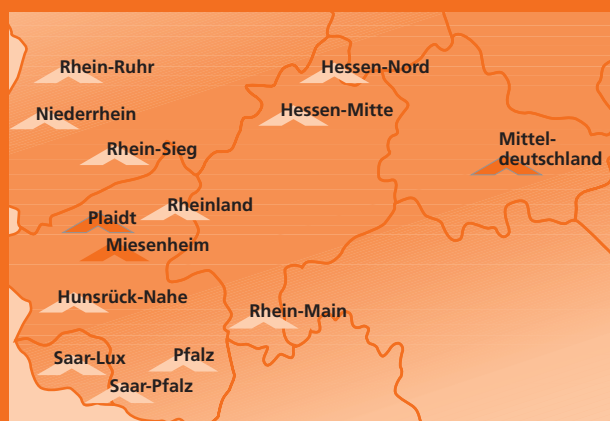 Rhein-Ruhr
Hessen-Nord
Niederrhein
Hessen-Mitte
Rhein-Sieg
Mittel-
deutschland
Rheinland
Plaidt
Miesenheim
Hunsrück-Nahe
Rhein-Main
Saar-Lux
Pfalz
Saar-Pfalz